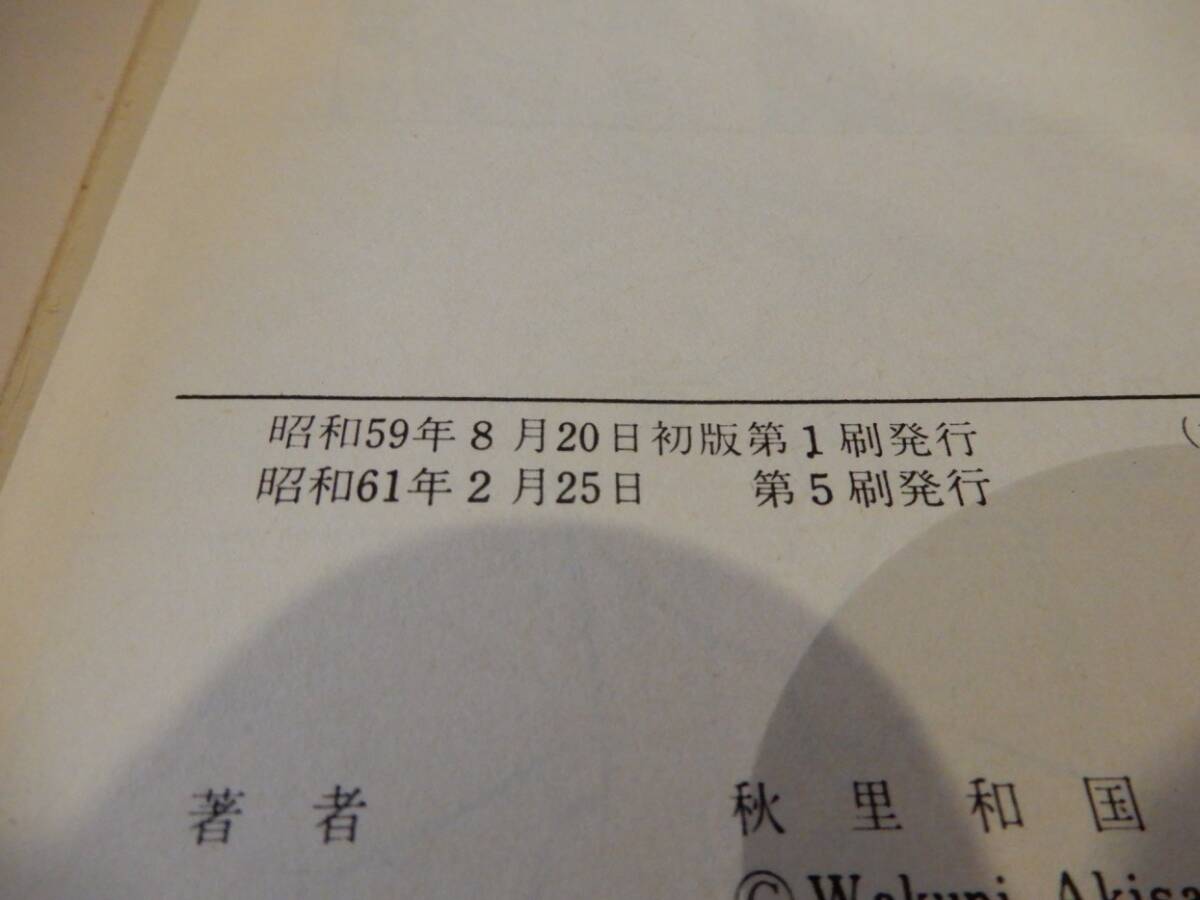 昭和59年8月20日初版第1刷発行
昭和61年2月25日 第5刷発行
著者 秋里和国
© Wakuni